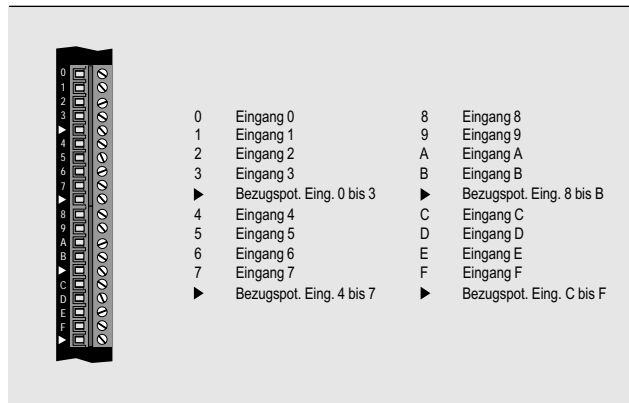 0
1
2
3
▶
4
5
6
7
▶
8
9
A
B
▶
C
D
E
F
▶
0 Eingang 0
1 Eingang 1
2 Eingang 2
3 Eingang 3
▶ Bezugspot. Eing. 0 bis 3
4 Eingang 4
5 Eingang 5
6 Eingang 6
7 Eingang 7
▶ Bezugspot. Eing. 4 bis 7
8 Eingang 8
9 Eingang 9
A Eingang A
B Eingang B
▶ Bezugspot. Eing. 8 bis B
C Eingang C
D Eingang D
E Eingang E
F Eingang F
▶ Bezugspot. Eing. C bis F